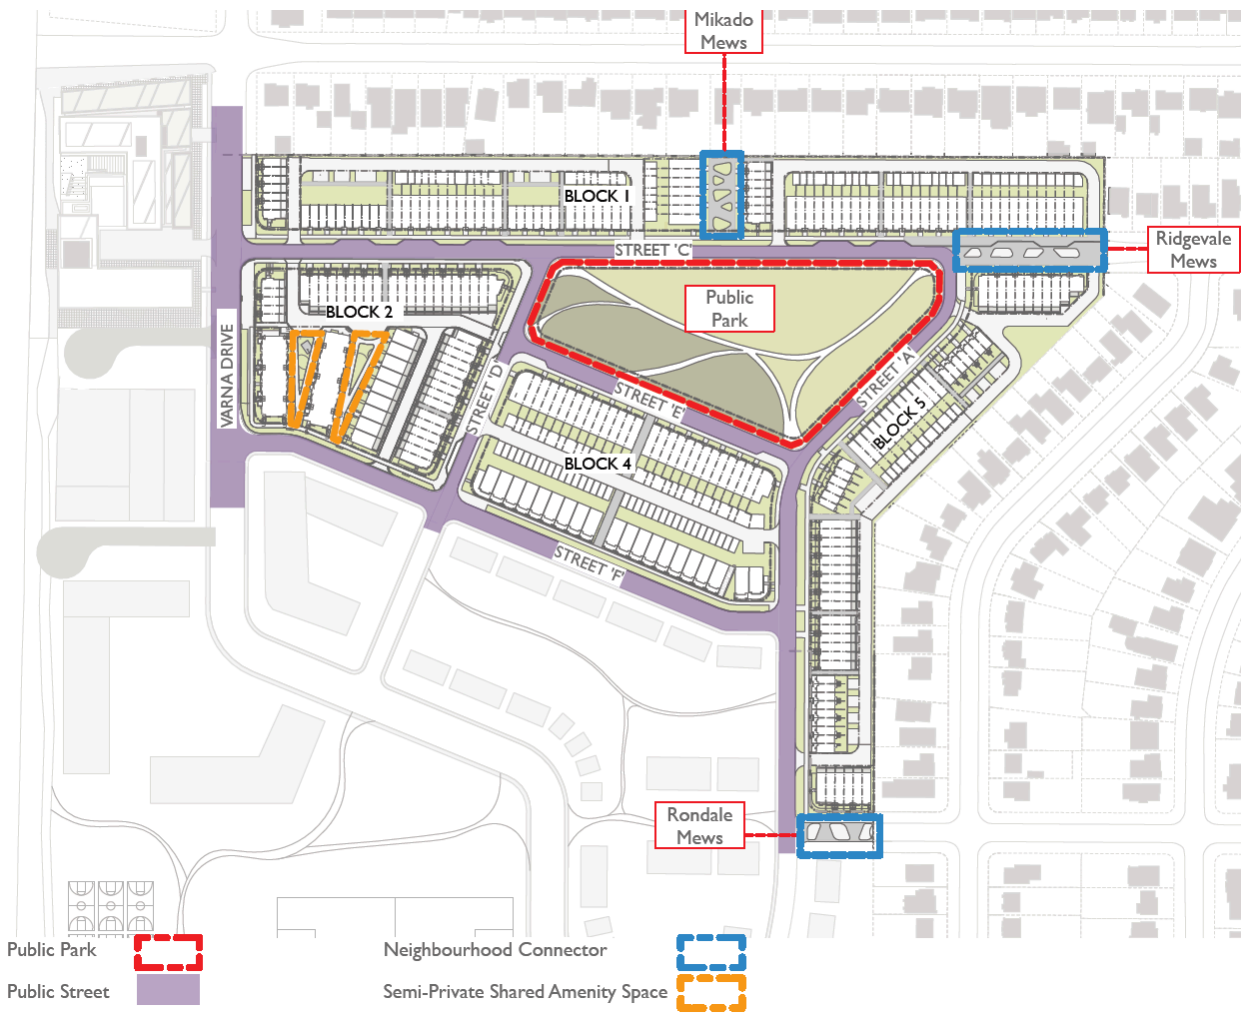 Mikado
Mews
BLOCK 1
STREET 'C'
Ridgevale
Mews
Public
Park
BLOCK 2
VARNA DRIVE
STREET 'D'
STREET 'E'
STREET 'A'
BLOCK 5
BLOCK 4
STREET 'F'
Rondale
Mews
Public Park
Neighbourhood Connector
Public Street
Semi-Private Shared Amenity Space